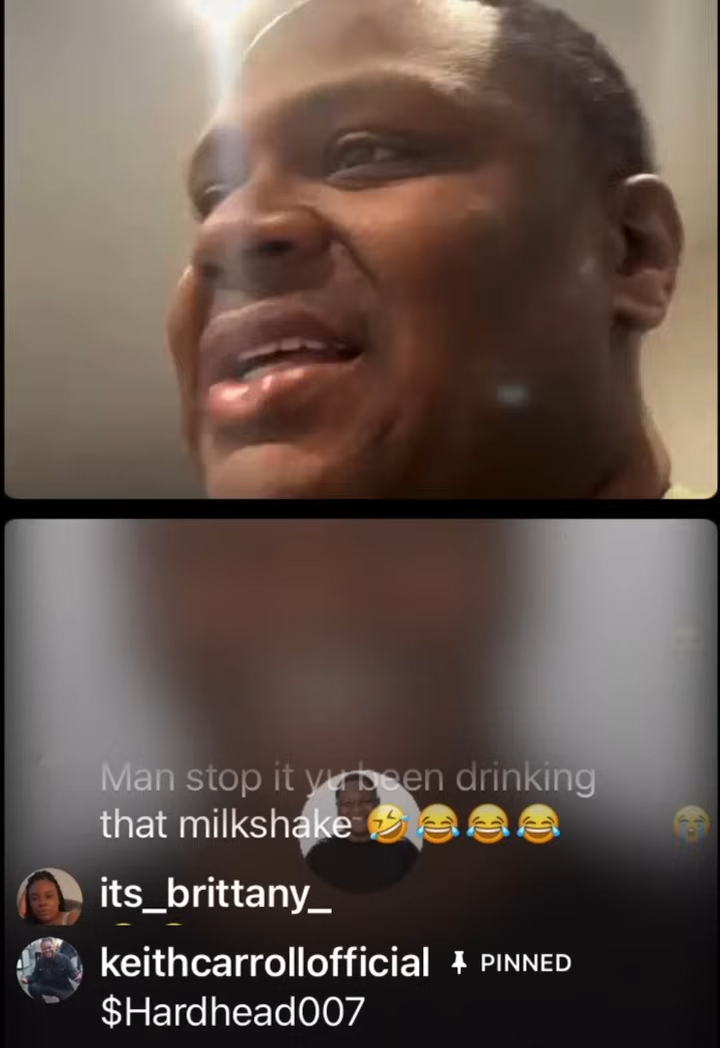 Man stop it yu been drinking
that milkshake 🤣😂😂😂
its_brittany_
keithcarrollofficial PINNED
$Hardhead007